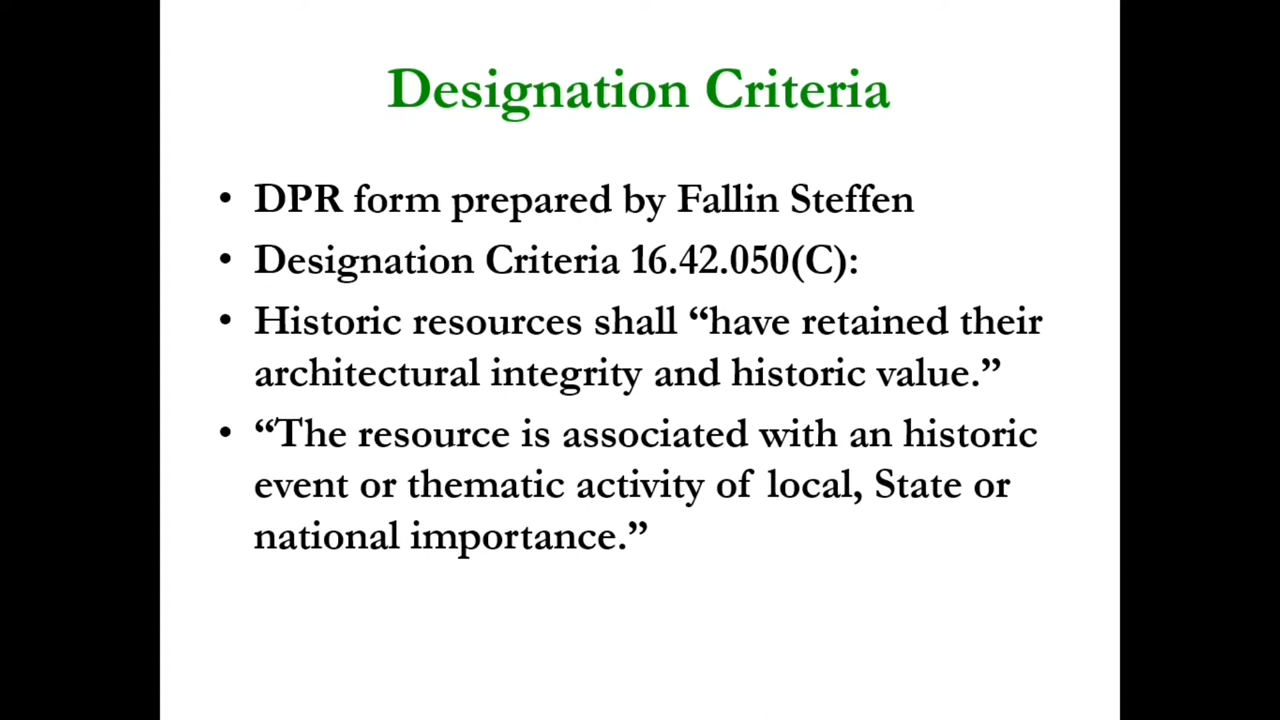 Designation Criteria
• DPR form prepared by Fallin Steffen
• Designation Criteria 16.42.050(C):
• Historic resources shall “have retained their
architectural integrity and historic value.”
• “The resource is associated with an historic
event or thematic activity of local, State or
national importance.”